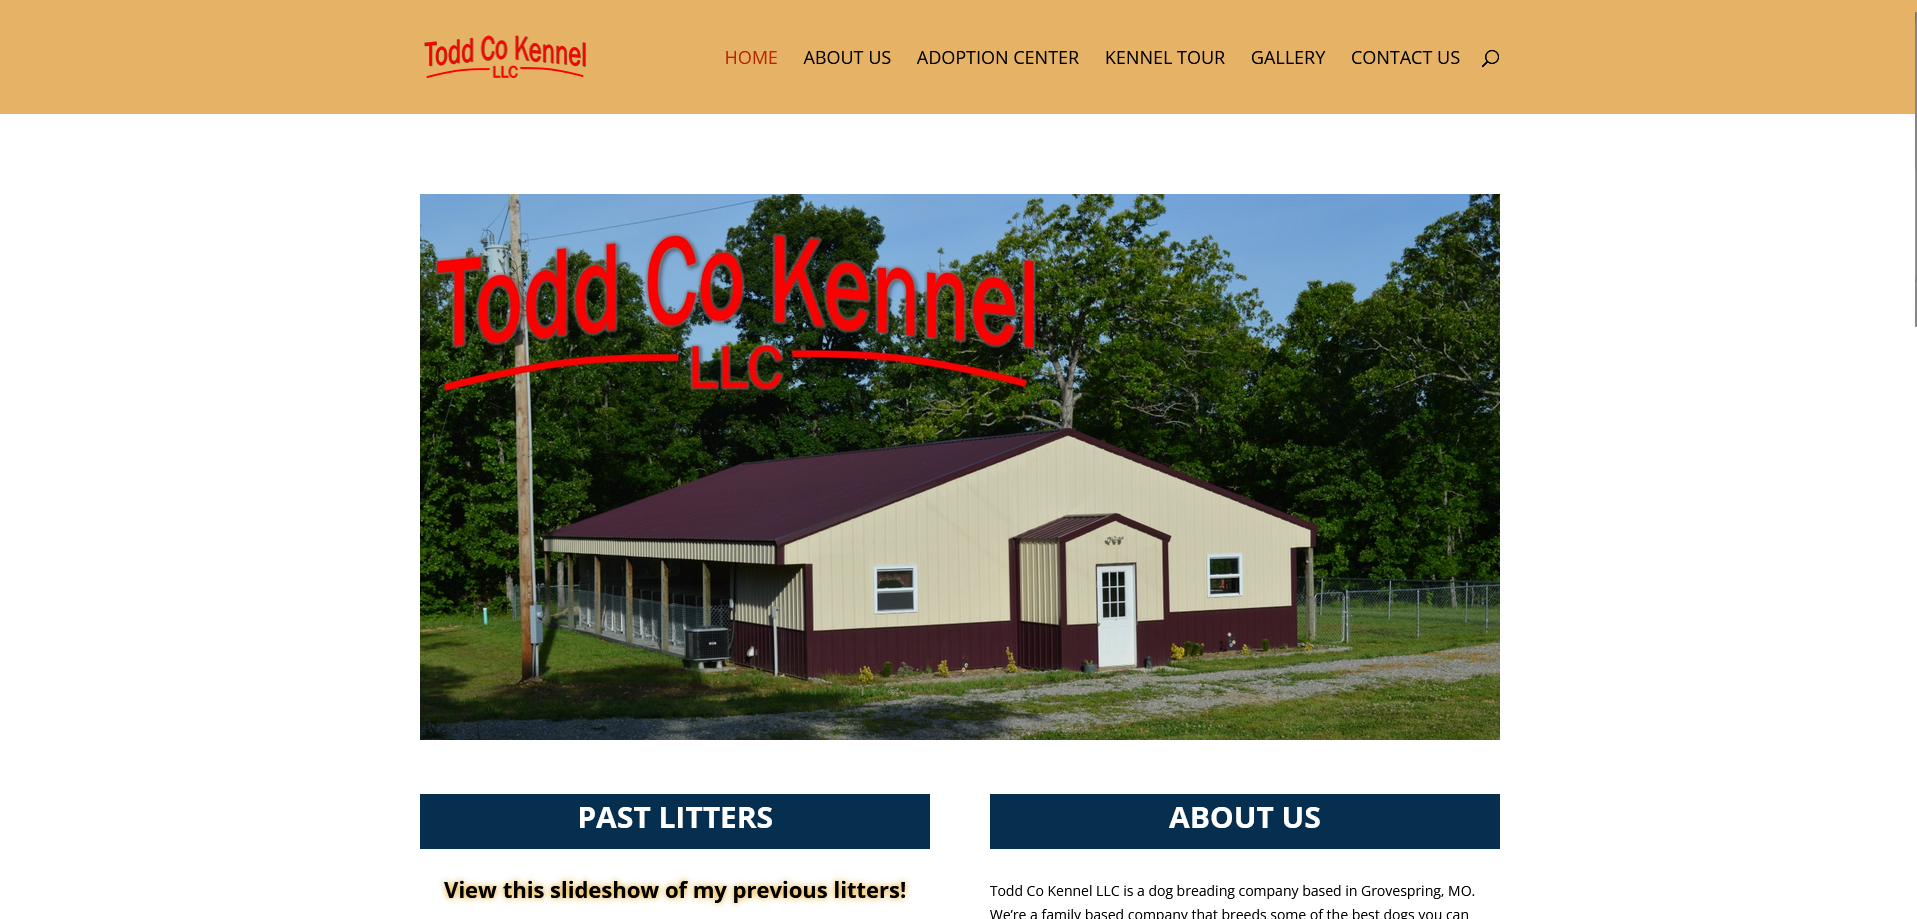 Todd Co Kennel
LLC
HOME ABOUT US ADOPTION CENTER KENNEL TOUR GALLERY CONTACT US
Todd Co Kennel
LLC
PAST LITTERS
View this slideshow of my previous litters!
ABOUT US
Todd Co Kennel LLC is a dog breading company based in Grovespring, MO.
We’re a family based company that breeds some of the best dogs you can